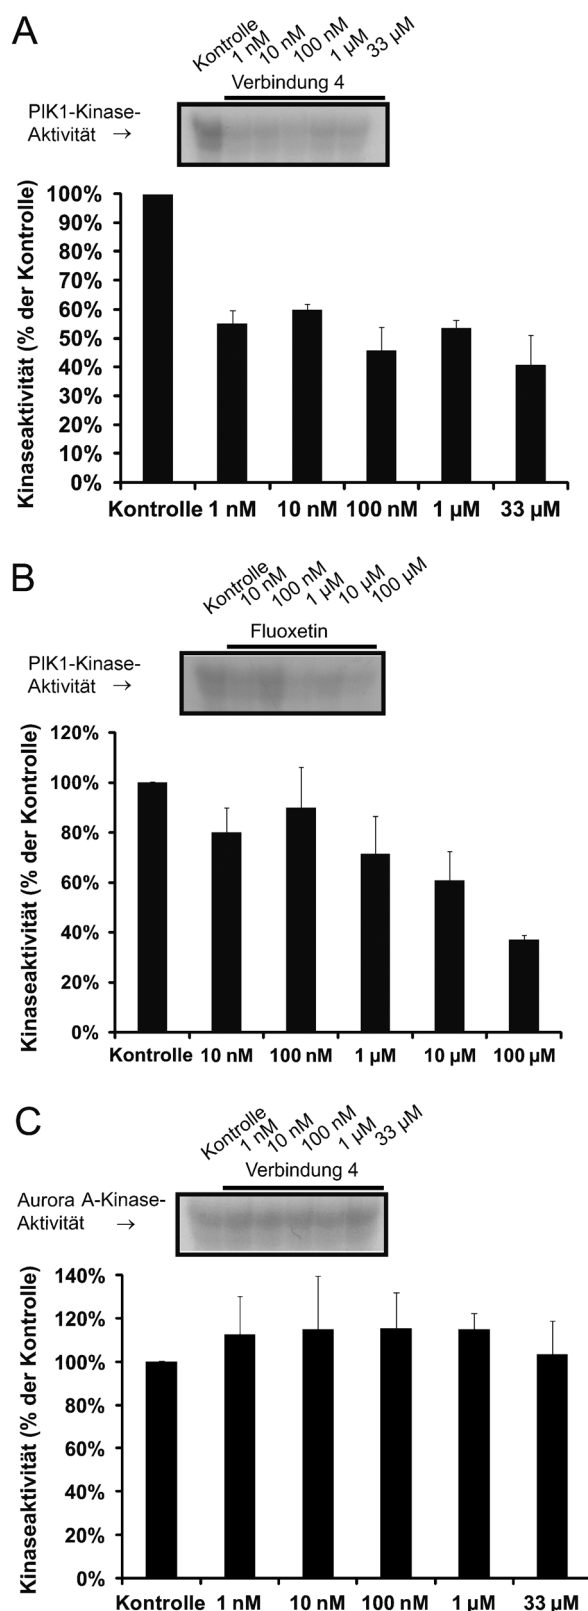 A
Kontrolle
1 nM
10 nM
100 nM
1 µM
33 µM
Verbindung 4
PlK1-Kinase-
Aktivität →
Kinaseaktivität (% der Kontrolle)
100%
90%
80%
70%
60%
50%
40%
30%
20%
10%
0%
Kontrolle 1 nM 10 nM 100 nM 1 µM 33 µM
B
Kontrolle
10 nM
100 nM
1 µM
10 µM
100 µM
Fluoxetin
PlK1-Kinase-
Aktivität →
Kinaseaktivität (% der Kontrolle)
120%
100%
80%
60%
40%
20%
0%
Kontrolle 10 nM 100 nM 1 µM 10 µM 100 µM
C
Kontrolle
1 nM
10 nM
100 nM
1 µM
33 µM
Verbindung 4
Aurora A-Kinase-
Aktivität →
Kinaseaktivität (% der Kontrolle)
140%
120%
100%
80%
60%
40%
20%
0%
Kontrolle 1 nM 10 nM 100 nM 1 µM 33 µM